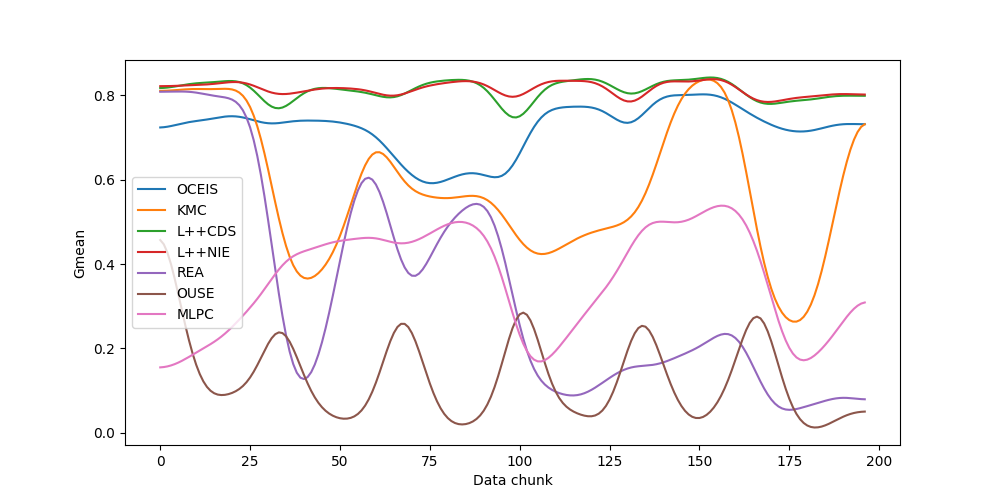 0.8
0.6
0.4
0.2
0.0
Gmean
OCEIS
KMC
L++CDS
L++NIE
REA
OUSE
MLPC
0 25 50 75 100 125 150 175 200
Data chunk